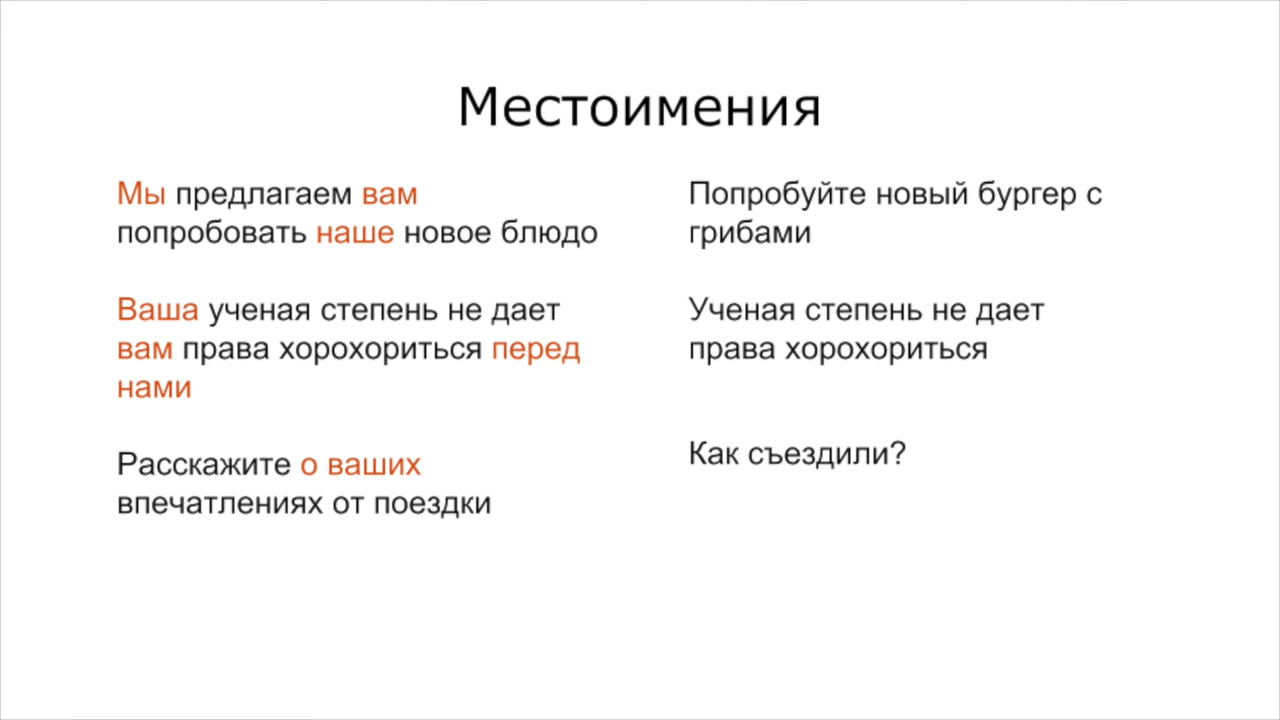 Местоимения
Мы предлагаем вам
попробовать наше новое блюдо
Ваша ученая степень не дает
вам права хорохориться перед
нами
Расскажите о ваших
впечатлениях от поездки
Попробуйте новый бургер с
грибами
Ученая степень не дает
права хорохориться
Как съездили?